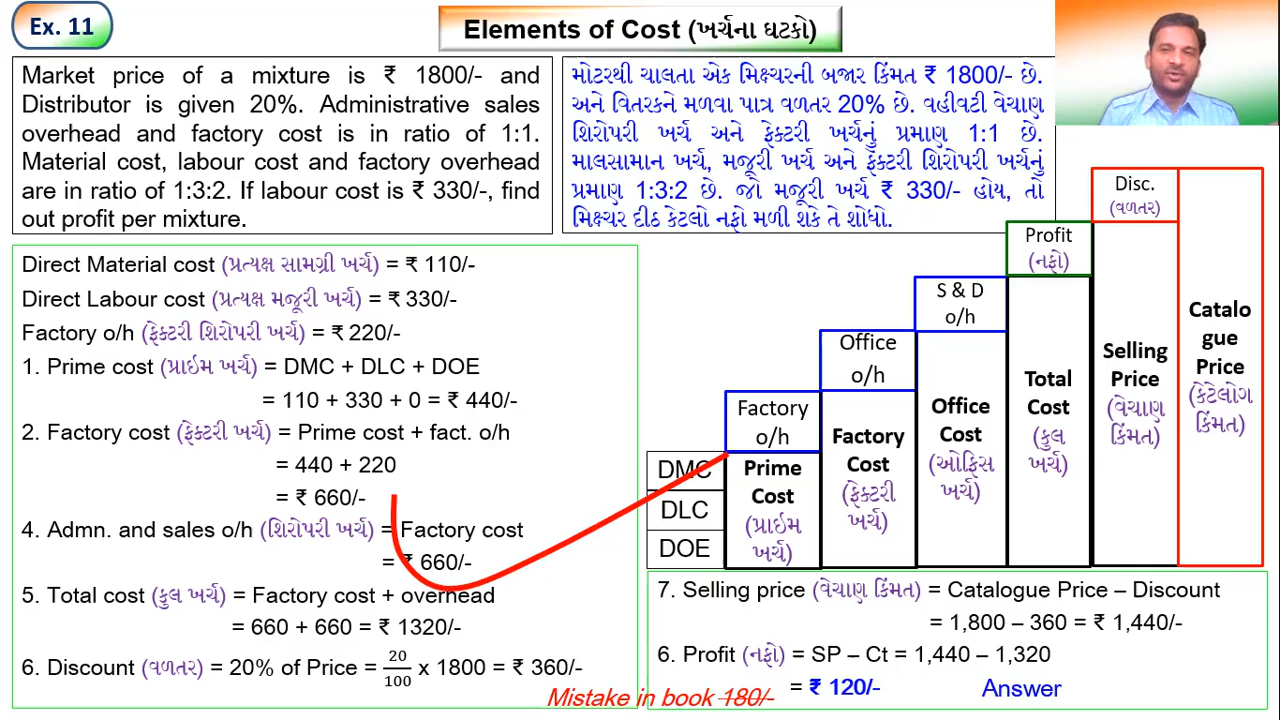 Ex. 11
Elements of Cost (ખર્ચના ઘટકો)
Market price of a mixture is ₹ 1800/- and
Distributor is given 20%. Administrative sales
overhead and factory cost is in ratio of 1:1.
Material cost, labour cost and factory overhead
are in ratio of 1:3:2. If labour cost is ₹ 330/-, find
out profit per mixture.
મોટરથી ચાલતા એક મિક્ષ્ચરની બજાર કિંમત ₹ 1800/- છે.
અને વિતરકને મળવા પાત્ર વળતર 20% છે. વહીવટી વેચાણ
શિરોપરી ખર્ચ અને ફેક્ટરી ખર્ચનું પ્રમાણ 1:1 છે.
માલસામાન ખર્ચ, મજૂરી ખર્ચ અને ફેક્ટરી શિરોપરી ખર્ચનું
પ્રમાણ 1:3:2 છે. જો મજૂરી ખર્ચ ₹ 330/- હોય, તો
મિક્ષ્ચર દીઠ કેટલો નફો મળી શકે તે શોધો.
Direct Material cost (પ્રત્યક્ષ સામગ્રી ખર્ચ) = ₹ 110/-
Direct Labour cost (પ્રત્યક્ષ મજૂરી ખર્ચ) = ₹ 330/-
Factory o/h (ફેક્ટરી શિરોપરી ખર્ચ) = ₹ 220/-
1. Prime cost (પ્રાઇમ ખર્ચ) = DMC + DLC + DOE
= 110 + 330 + 0 = ₹ 440/-
2. Factory cost (ફેક્ટરી ખર્ચ) = Prime cost + fact. o/h
= 440 + 220
= ₹ 660/-
4. Admn. and sales o/h (શિરોપરી ખર્ચ) = Factory cost
= ₹ 660/-
5. Total cost (કુલ ખર્ચ) = Factory cost + overhead
= 660 + 660 = ₹ 1320/-
6. Discount (વળતર) = 20% of Price = 20/100 x 1800 = ₹ 360/-
Mistake in book 180/-
DMC
DLC
DOE
Factory
o/h
Prime
Cost
(પ્રાઇમ
ખર્ચ)
Office
o/h
Factory
Cost
(ફેક્ટરી
ખર્ચ)
S & D
o/h
Office
Cost
(ઓફિસ
ખર્ચ)
Profit
(નફો)
Total
Cost
(કુલ
ખર્ચ)
Disc.
(વળતર)
Selling
Price
(વેચાણ
કિંમત)
Catalo
gue
Price
(કેટેલોગ
કિંમત)
7. Selling price (વેચાણ કિંમત) = Catalogue Price – Discount
= 1,800 – 360 = ₹ 1,440/-
6. Profit (નફો) = SP – Ct = 1,440 – 1,320
= ₹ 120/- Answer